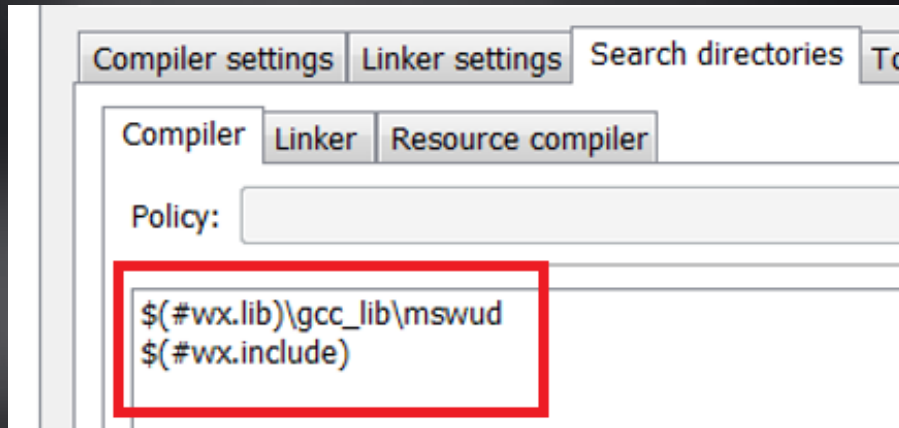 Compiler settings Linker settings Search directories
Compiler Linker Resource compiler
Policy:
$(#wx.lib)\gcc_lib\mswud
$(#wx.include)